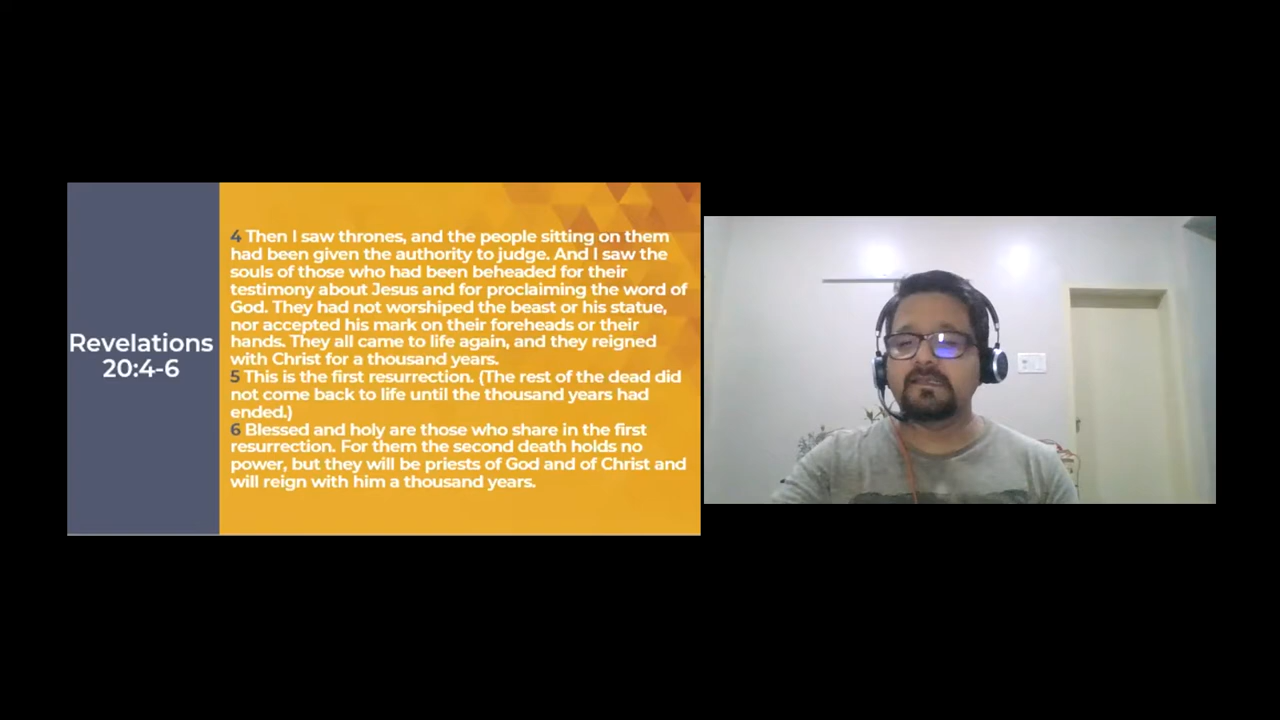 Revelations
20:4-6
4 Then I saw thrones, and the people sitting on them
had been given the authority to judge. And I saw the
souls of those who had been beheaded for their
testimony about Jesus and for proclaiming the word of
God. They had not worshiped the beast or his statue,
nor accepted his mark on their foreheads or their
hands. They all came to life again, and they reigned
with Christ for a thousand years.
5 This is the first resurrection. (The rest of the dead did
not come back to life until the thousand years had
ended.)
6 Blessed and holy are those who share in the first
resurrection. For them the second death holds no
power, but they will be priests of God and of Christ and
will reign with him a thousand years.